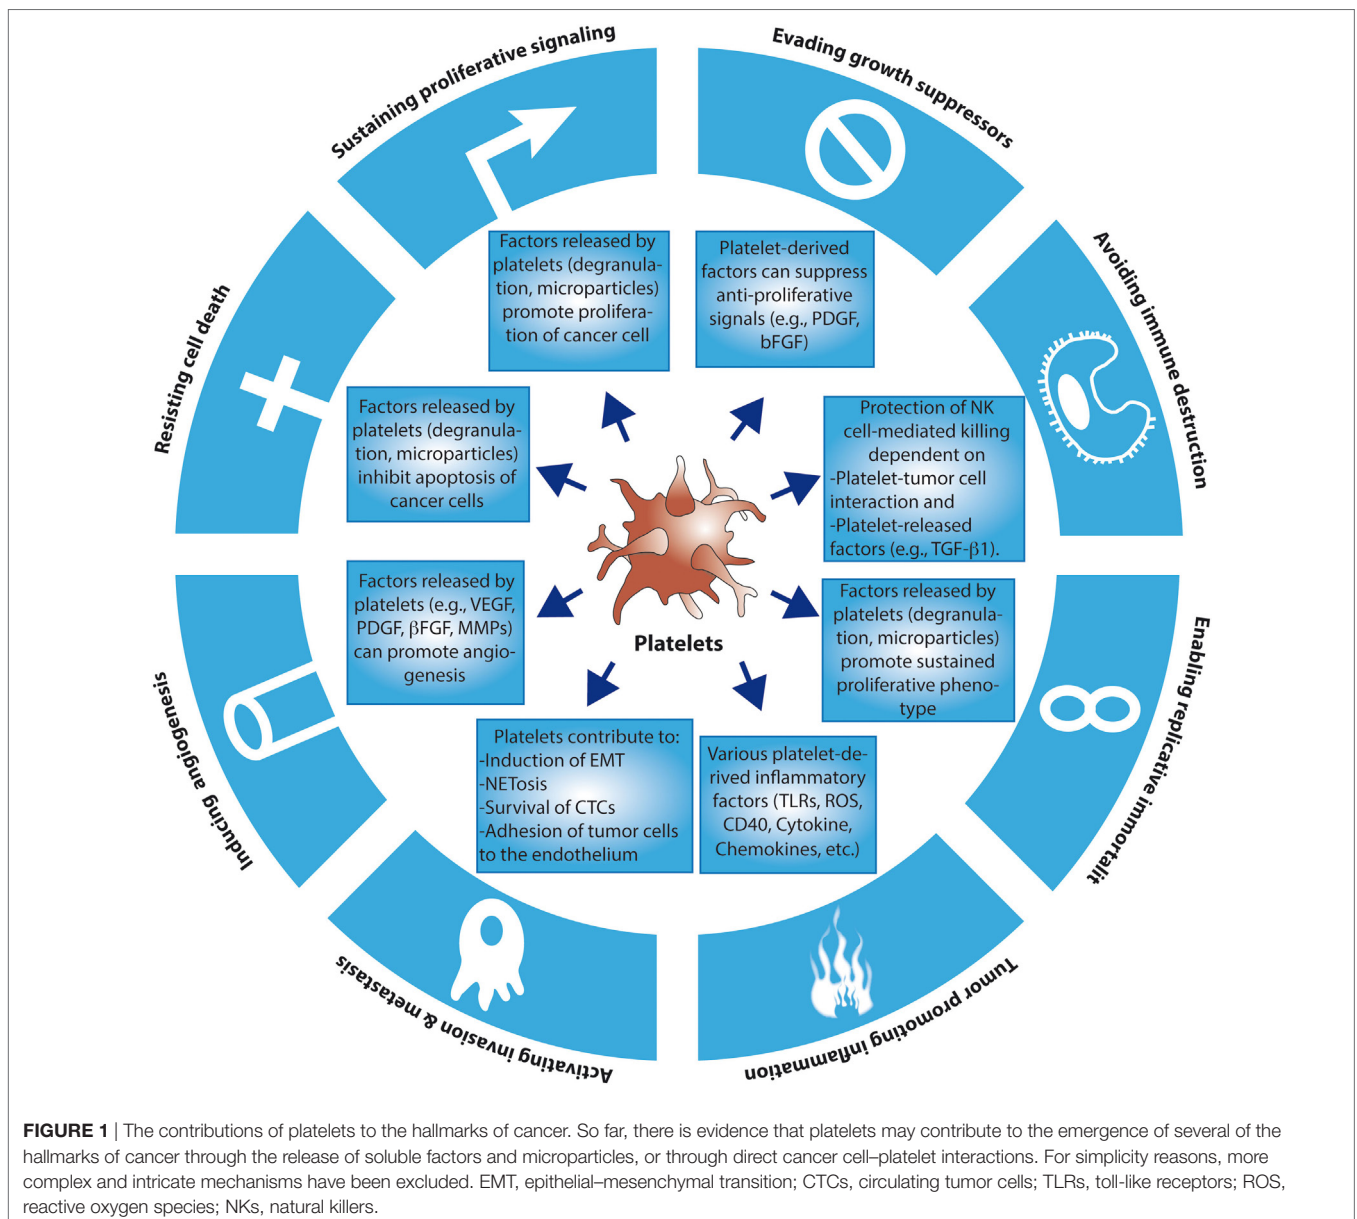 Sustaining proliferative signaling
Evading growth suppressors
Avoiding immune destruction
Enabling replicative immortalit
Tumor promoting inflammation
Activating invasion & metastasis
Inducing angiogenesis
Resisting cell death
Factors released by
platelets (degranula-
tion, microparticles)
promote prolifera-
tion of cancer cell
Platelet-derived
factors can suppress
anti-proliferative
signals (e.g., PDGF,
bFGF)
Protection of NK
cell-mediated killing
dependent on
-Platelet-tumor cell
interaction and
-Platelet-released
factors (e.g., TGF-β1).
Factors released by
platelets (degranula-
tion, microparticles)
promote sustained
proliferative pheno-
type
Various platelet-de-
rived inflammatory
factors (TLRs, ROS,
CD40, Cytokine,
Chemokines, etc.)
Platelets contribute to:
-Induction of EMT
-NETosis
-Survival of CTCs
-Adhesion of tumor cells
to the endothelium
Factors released by
platelets (e.g., VEGF,
PDGF, βFGF, MMPs)
can promote angio-
genesis
Factors released by
platelets (degranula-
tion, microparticles)
inhibit apoptosis of
cancer cells
Platelets
FIGURE 1 | The contributions of platelets to the hallmarks of cancer. So far, there is evidence that platelets may contribute to the emergence of several of the
hallmarks of cancer through the release of soluble factors and microparticles, or through direct cancer cell–platelet interactions. For simplicity reasons, more
complex and intricate mechanisms have been excluded. EMT, epithelial–mesenchymal transition; CTCs, circulating tumor cells; TLRs, toll-like receptors; ROS,
reactive oxygen species; NKs, natural killers.